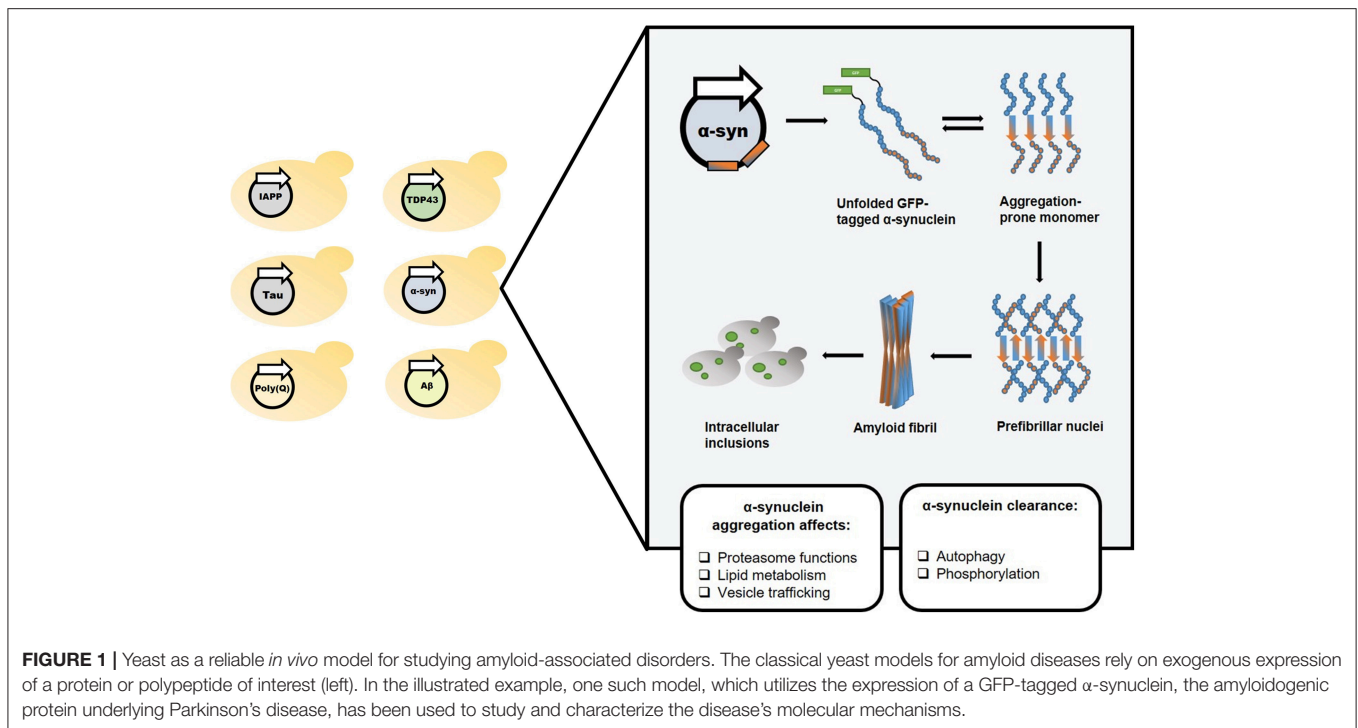 IAPP
TDP43
Tau
α-syn
Poly(Q)
Aβ
α-syn
GFP
GFP
Unfolded GFP-
tagged α-synuclein
Aggregation-
prone monomer
Intracellular
inclusions
Amyloid fibril
Prefibrillar nuclei
α-synuclein
aggregation affects:
❑ Proteasome functions
❑ Lipid metabolism
❑ Vesicle trafficking
α-synuclein clearance:
❑ Autophagy
❑ Phosphorylation
FIGURE 1 | Yeast as a reliable in vivo model for studying amyloid-associated disorders. The classical yeast models for amyloid diseases rely on exogenous expression
of a protein or polypeptide of interest (left). In the illustrated example, one such model, which utilizes the expression of a GFP-tagged α-synuclein, the amyloidogenic
protein underlying Parkinson's disease, has been used to study and characterize the disease's molecular mechanisms.